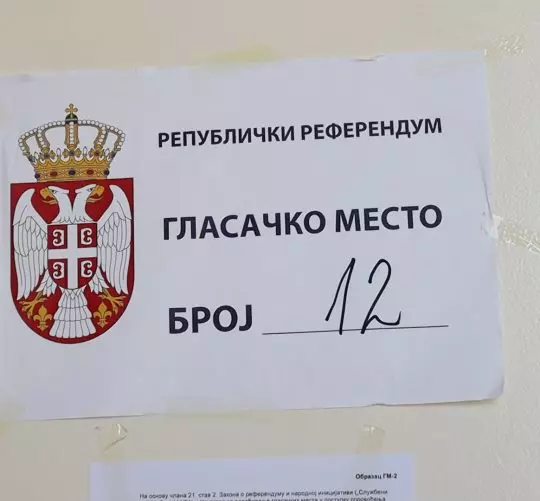 РЕПУБЛИЧКИ РЕФЕРЕНДУМ
ГЛАСАЧКО МЕСТО
БРОЈ 12
Образац ГМ-2
На основу члана 21. став 2. Закона о референдуму и народној иницијативи („Службени